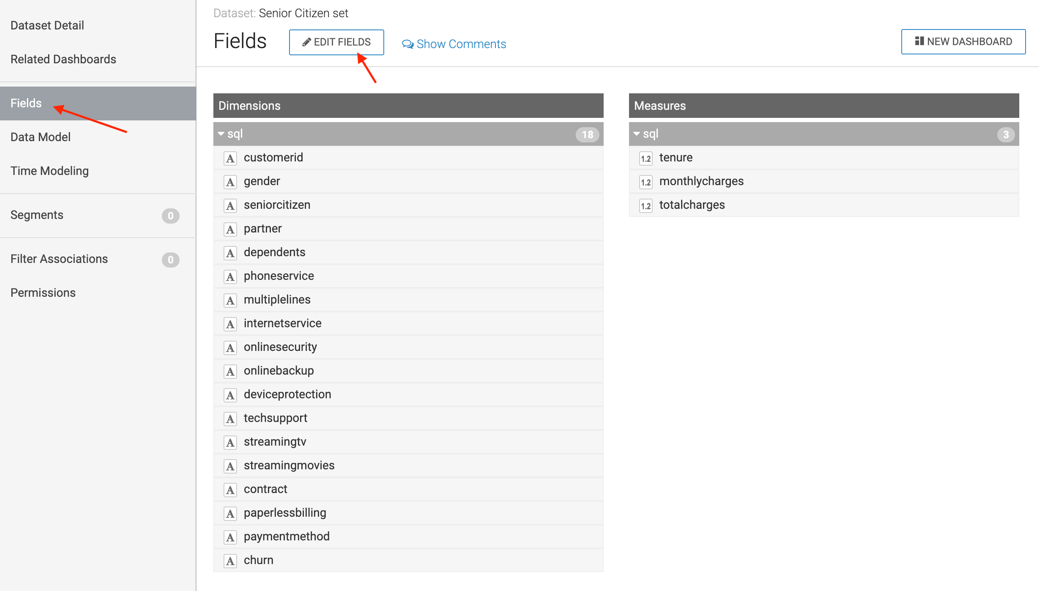 Dataset Detail
Related Dashboards
Fields
Data Model
Time Modeling
Segments 0
Filter Associations 0
Permissions
Dataset: Senior Citizen set
Fields EDIT FIELDS Show Comments NEW DASHBOARD
Dimensions
sql 18
A customerid
A gender
A seniorcitizen
A partner
A dependents
A phoneservice
A multiplelines
A internetservice
A onlinesecurity
A onlinebackup
A deviceprotection
A techsupport
A streamingtv
A streamingmovies
A contract
A paperlessbilling
A paymentmethod
A churn
Measures
sql 3
1.2 tenure
1.2 monthlycharges
1.2 totalcharges